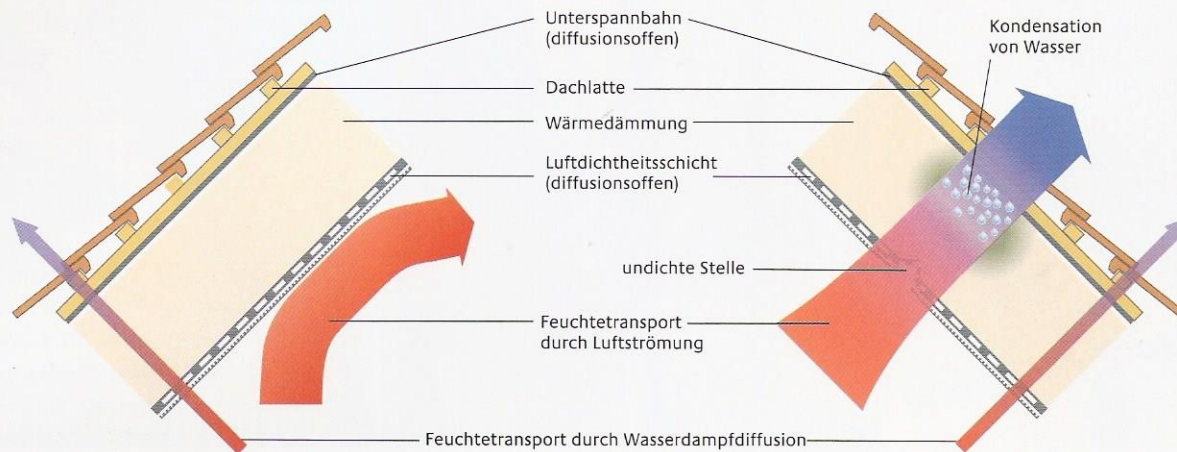 Unterspannbahn
(diffusionsoffen)
Kondensation
von Wasser
Dachlatte
Wärmedämmung
Luftdichtheitsschicht
(diffusionsoffen)
undichte Stelle
Feuchtetransport
durch Luftströmung
Feuchtetransport durch Wasserdampfdiffusion